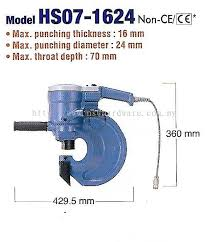 Model HS07-1624 Non-CE/CE*
• Max. punching thickness : 16 mm
• Max. punching diameter : 24 mm
• Max. throat depth : 70 mm
360 mm
429.5 mm